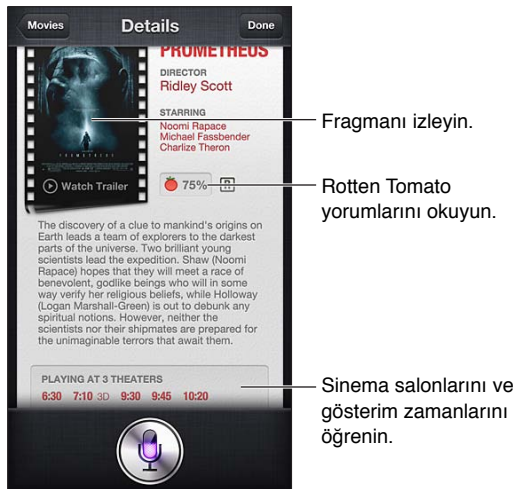 Movies
Details
Done
PROMETHEUS
DIRECTOR
Ridley Scott
STARRING
Noomi Rapace
Michael Fassbender
Charlize Theron
PROMETHEUS
Watch Trailer
75% R
The discovery of a clue to mankind's origins on
Earth leads a team of explorers to the darkest
parts of the universe. Two brilliant young
scientists lead the expedition. Shaw (Noomi
Rapace) hopes that they will meet a race of
benevolent, godlike beings who will in some
way verify her religious beliefs, while Holloway
(Logan Marshall-Green) is out to debunk any
spiritual notions. However, neither the
scientists nor their shipmates are prepared for
the unimaginable terrors that await them.
PLAYING AT 3 THEATERS
6:30 7:10 3D 9:30 9:45 10:20
Fragmanı izleyin.
Rotten Tomato
yorumlarını okuyun.
Sinema salonlarını ve
gösterim zamanlarını
öğrenin.